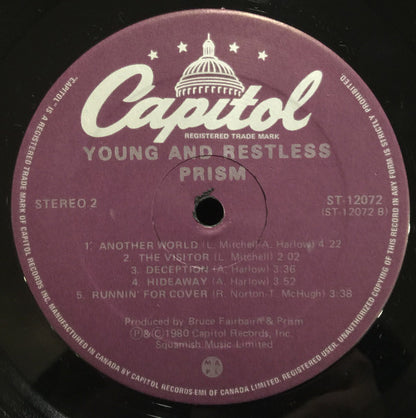 Capitol
REGISTERED TRADE MARK
YOUNG AND RESTLESS
PRISM
STEREO 2
ST-12072
(ST-12072 B)
1. ANOTHER WORLD (L. Mitchell A. Harlow) 4:22
2. THE VISITOR (L. Mitchell) 2:02
3. DECEPTION (A. Harlow) 3:36
4. HIDEAWAY (A. Harlow) 3:52
5. RUNNIN' FOR COVER (R. Norton-T. McHugh) 3:38
Produced by Bruce Fairbairn & Prism
℗&© 1980 Capitol Records, Inc.
Squamish Music Limited
"CAPITOL" IS A REGISTERED TRADE MARK OF CAPITOL RECORDS INC. MANUFACTURED IN CANADA BY CAPITOL RECORDS-EMI OF CANADA LIMITED. REGISTERED USER. UNAUTHORIZED COPYING OF THIS RECORD IN ANY FORM IS STRICTLY PROHIBITED.